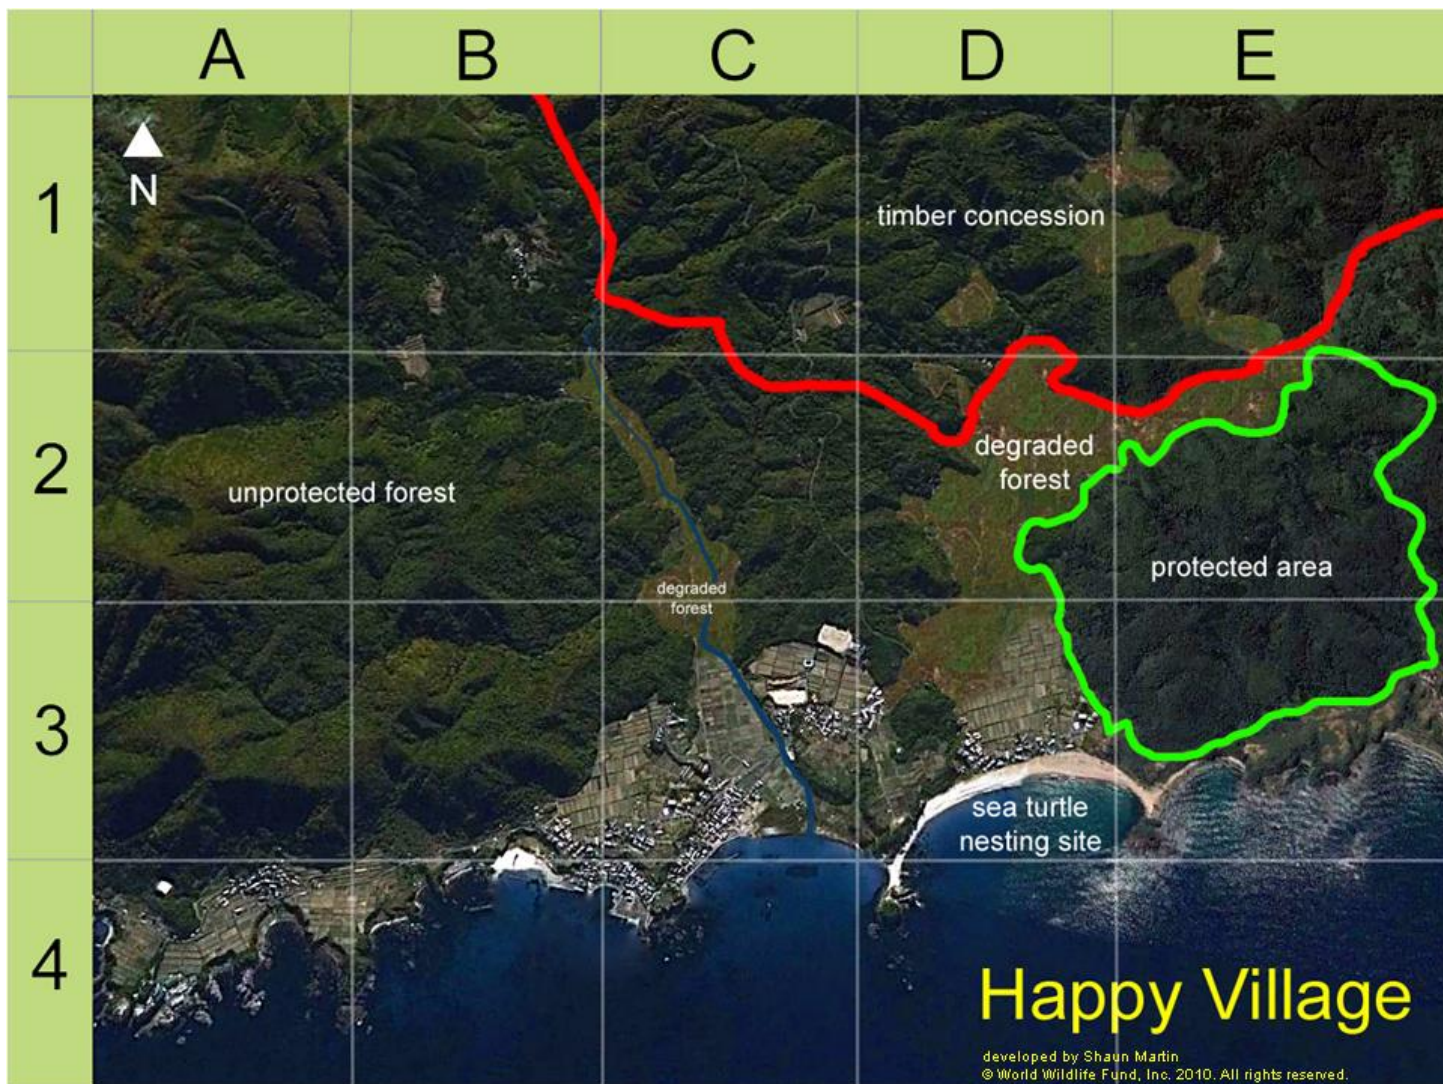 A B C D E
N
1
timber concession
2
degraded
forest
unprotected forest
protected area
degraded
forest
3
sea turtle
nesting site
4
Happy Village
developed by Shaun Martin
© World Wildlife Fund, Inc. 2010. All rights reserved.